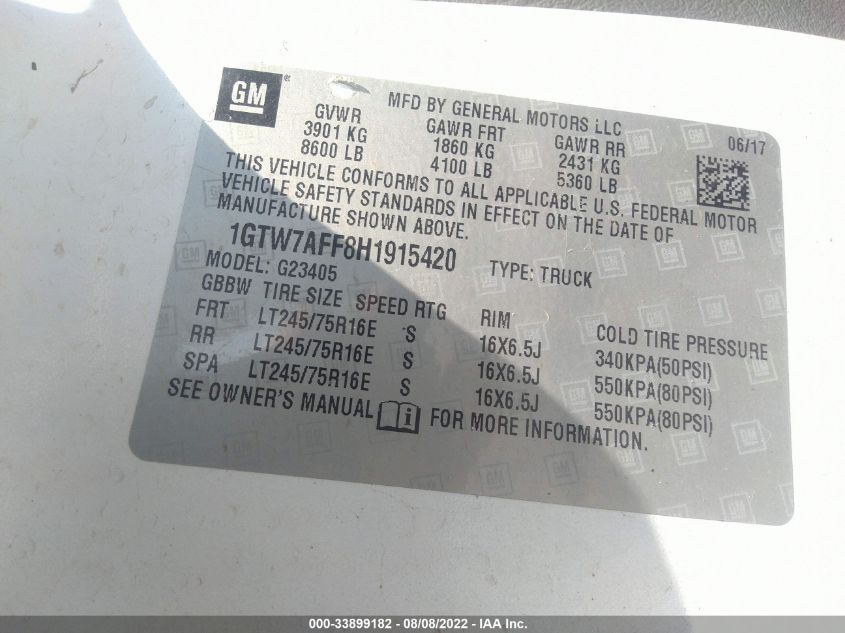 GM ®
MFD BY GENERAL MOTORS LLC
GVWR GAWR FRT GAWR RR 06/17
3901 KG 1860 KG 2431 KG
8600 LB 4100 LB 5360 LB
THIS VEHICLE CONFORMS TO ALL APPLICABLE U.S. FEDERAL MOTOR
VEHICLE SAFETY STANDARDS IN EFFECT ON THE DATE OF
MANUFACTURE SHOWN ABOVE.
1GTW7AFF8H1915420 TYPE: TRUCK
MODEL: G23405
GBBW TIRE SIZE SPEED RTG RIM COLD TIRE PRESSURE
FRT LT245/75R16E S 16X6.5J 340KPA(50PSI)
RR LT245/75R16E S 16X6.5J 550KPA(80PSI)
SPA LT245/75R16E S 16X6.5J 550KPA(80PSI)
SEE OWNER'S MANUAL FOR MORE INFORMATION.
000-33899182 - 08/08/2022 - IAA Inc.